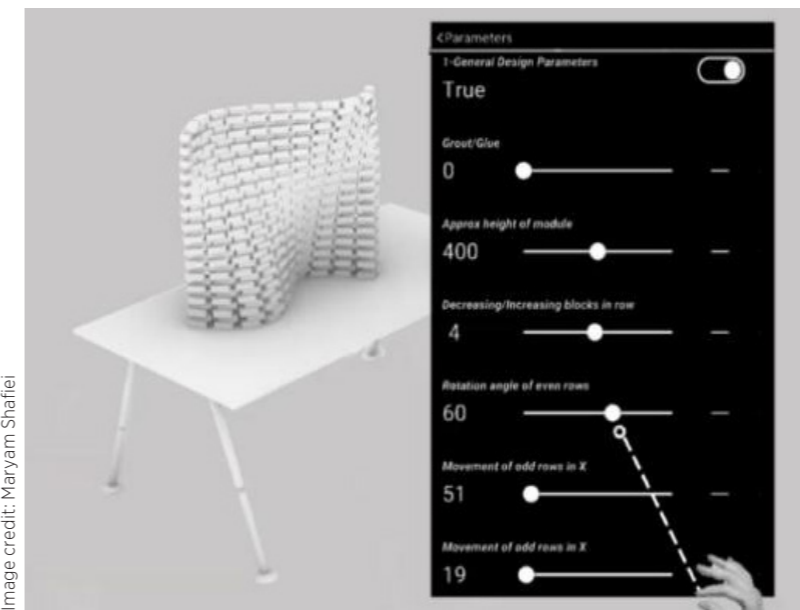 <Parameters
1-General Design Parameters
True
Grout/Glue
0
Approx height of module
400
Decreasing/Increasing blocks in row
4
Rotation angle of even rows
60
Movement of odd rows in X
51
Movement of odd rows in X
19
Image credit: Maryam Shafiei